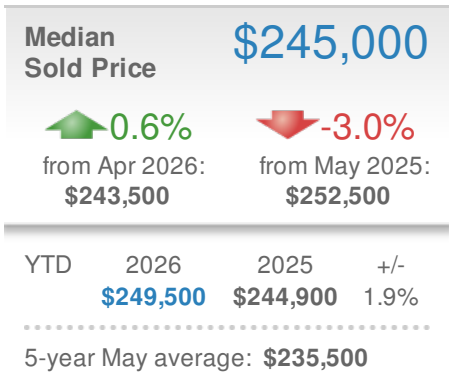 Median
Sold Price
$245,000
0.6% -3.0%
from Apr 2026: from May 2025:
$243,500 $252,500
YTD 2026 2025 +/-
$249,500 $244,900 1.9%
5-year May average: $235,500